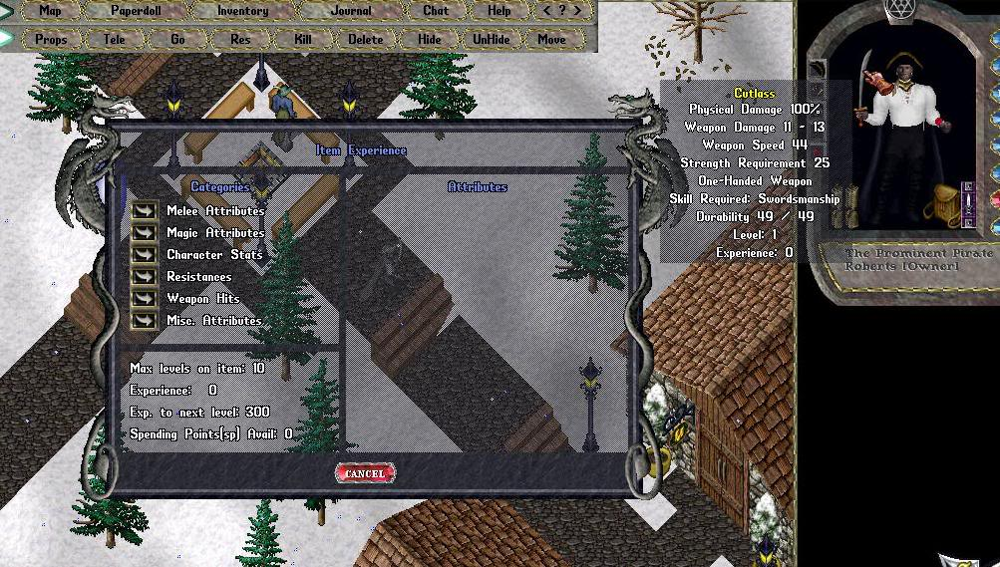 Map Paperdoll Inventory Journal Chat Help < ? >
Props Tele Go Res Kill Delete Hide UnHide Move
Item Experience
Categories
Melee Attributes
Magic Attributes
Character Stats
Resistances
Weapon Hits
Misc. Attributes
Attributes
Max levels on item: 10
Experience: 0
Exp. to next level: 300
Spending Points(sp) Avail: 0
CANCEL
Cutlass
Physical Damage 100%
Weapon Damage 11 - 13
Weapon Speed 44
Strength Requirement 25
One-Handed Weapon
Skill Required: Swordsmanship
Durability 49 / 49
Level: 1
Experience: 0
The Prominent Pirate
Roberts [Owner]